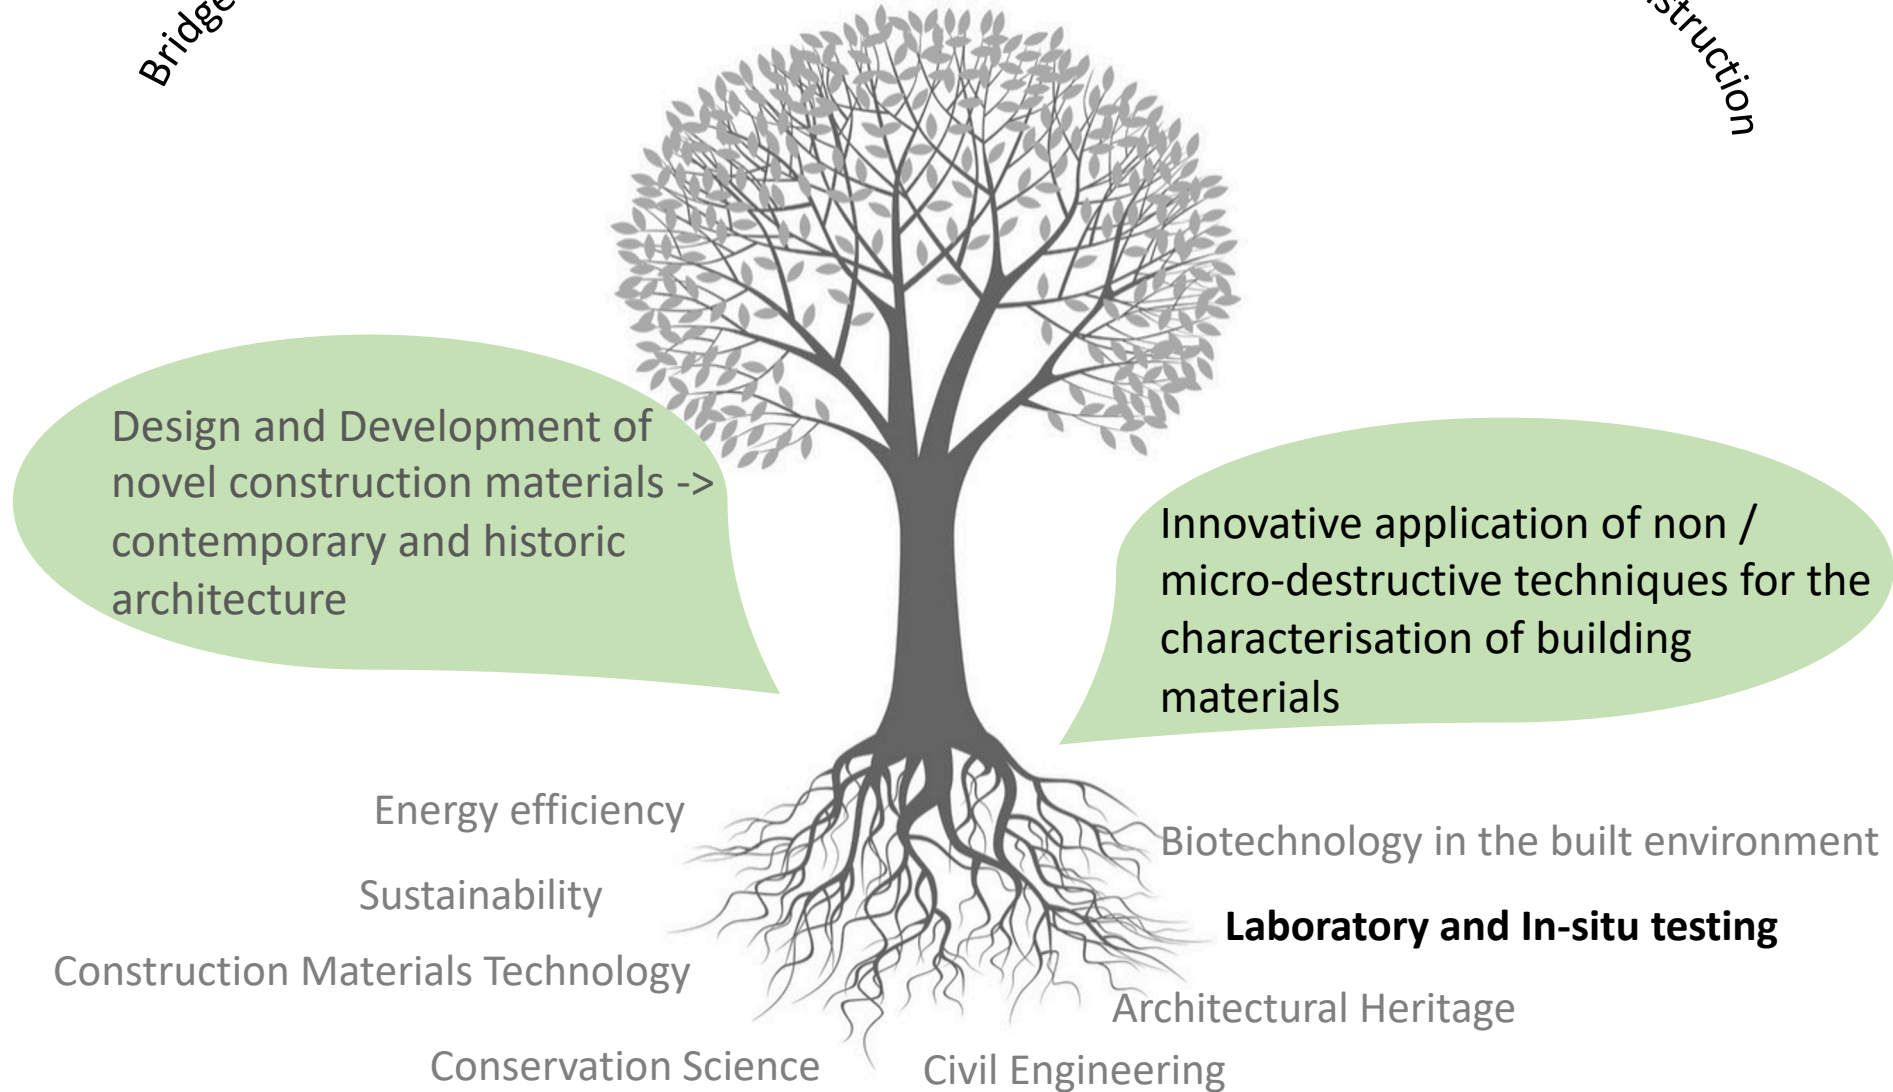 Bridge
struction
Design and Development of
novel construction materials ->
contemporary and historic
architecture
Innovative application of non /
micro-destructive techniques for the
characterisation of building
materials
Energy efficiency
Biotechnology in the built environment
Sustainability
Laboratory and In-situ testing
Construction Materials Technology
Architectural Heritage
Conservation Science
Civil Engineering